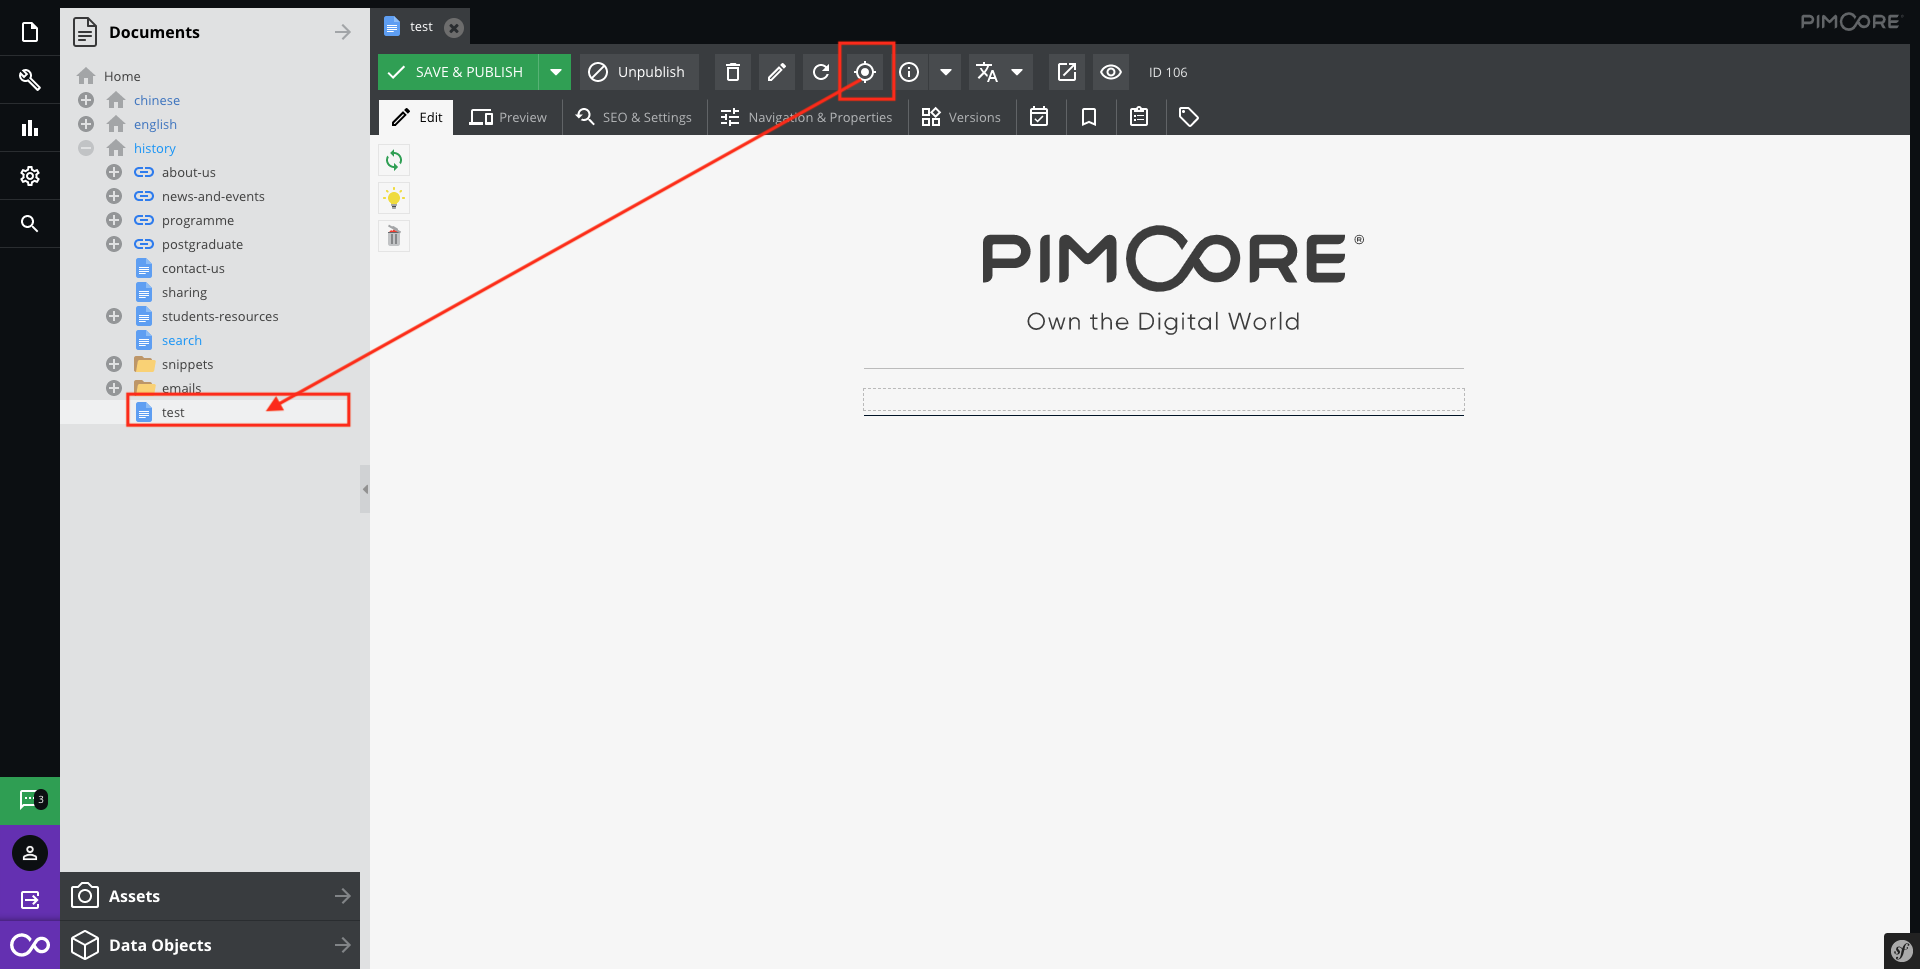 Documents
test
PIMCORE
SAVE & PUBLISH
Unpublish
ID 106
Edit
Preview
SEO & Settings
Navigation & Properties
Versions
Home
chinese
english
history
about-us
news-and-events
programme
postgraduate
contact-us
sharing
students-resources
search
snippets
emails
test
PIMCORE®
Own the Digital World
3
Assets
Data Objects
sf